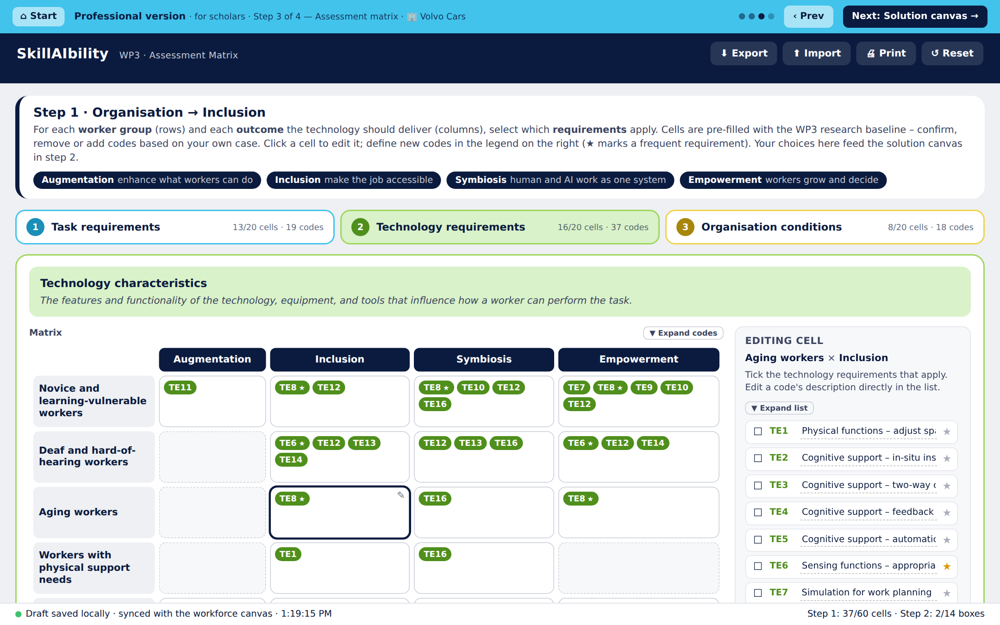 ⌂ Start
Professional version · for scholars · Step 3 of 4 — Assessment matrix · 🏢 Volvo Cars
‹ Prev
Next: Solution canvas →
SkillAIbility WP3 · Assessment Matrix
⬇ Export
⬆ Import
🖨 Print
↺ Reset
Step 1 · Organisation → Inclusion
For each worker group (rows) and each outcome the technology should deliver (columns), select which requirements apply. Cells are pre-filled with the WP3 research baseline – confirm,
remove or add codes based on your own case. Click a cell to edit it; define new codes in the legend on the right (★ marks a frequent requirement). Your choices here feed the solution canvas
in step 2.
Augmentation enhance what workers can do
Inclusion make the job accessible
Symbiosis human and AI work as one system
Empowerment workers grow and decide
1 Task requirements 13/20 cells · 19 codes
2 Technology requirements 16/20 cells · 37 codes
3 Organisation conditions 8/20 cells · 18 codes
Technology characteristics
The features and functionality of the technology, equipment, and tools that influence how a worker can perform the task.
Matrix
▼ Expand codes
Augmentation Inclusion Symbiosis Empowerment
Novice and
learning-vulnerable
workers
TE11
TE8 ★ TE12
TE8 ★ TE10 TE12
TE16
TE7 TE8 ★ TE9 TE10
TE12
Deaf and hard-of-
hearing workers
TE6 ★ TE12 TE13
TE14
TE12 TE13 TE16
TE6 ★ TE12 TE14
Aging workers
TE8 ★ ✎
TE16
TE8 ★
Workers with
physical support
needs
TE1
TE16
EDITING CELL
Aging workers × Inclusion
Tick the technology requirements that apply.
Edit a code's description directly in the list.
▼ Expand list
TE1 Physical functions – adjust spa ★
TE2 Cognitive support – in-situ ins ★
TE3 Cognitive support – two-way c ★
TE4 Cognitive support – feedback ★
TE5 Cognitive support – automatic ★
TE6 Sensing functions – appropria ★
TE7 Simulation for work planning ★
Draft saved locally · synced with the workforce canvas · 1:19:15 PM
Step 1: 37/60 cells · Step 2: 2/14 boxes